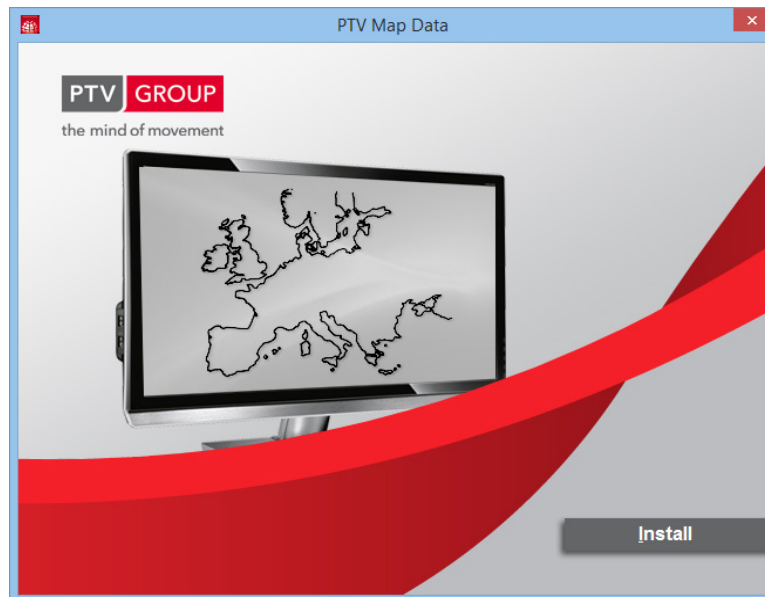 PTV Map Data
PTV GROUP
the mind of movement
Install